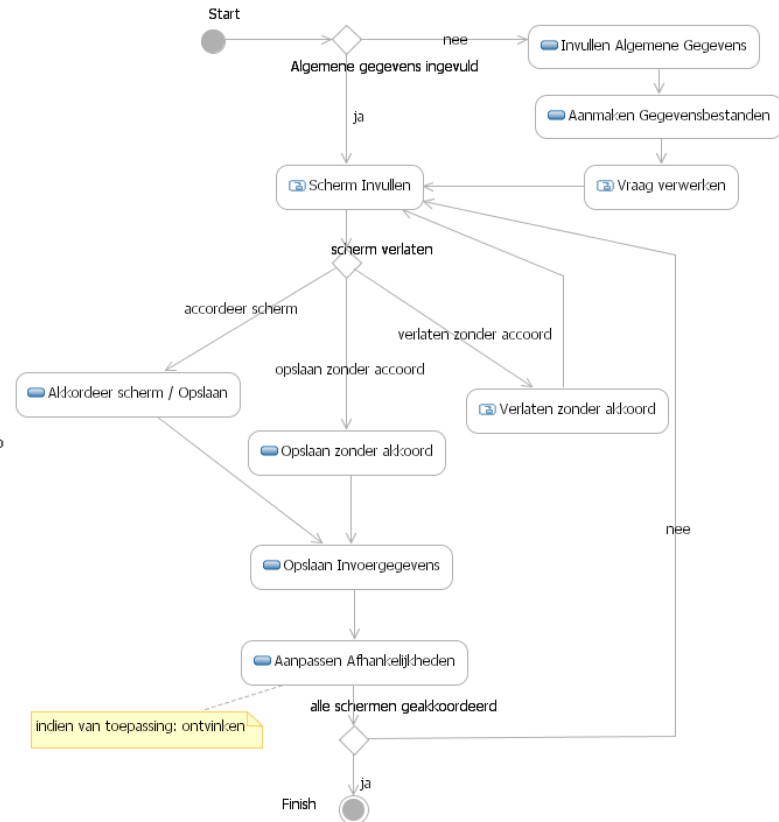 Start
nee
Invullen Algemene Gegevens
Algemene gegevens ingevuld
ja
Aanmaken Gegevensbestanden
Scherm Invullen
Vraag verwerken
scherm verlaten
accordeer scherm
verlaten zonder accoord
opslaan zonder accoord
Akkordeer scherm / Opslaan
Verlaten zonder akkoord
Opslaan zonder akkoord
nee
Opslaan Invoergegevens
Aanpassen Afhankelijkheden
alle schermen geakkoordeerd
indien van toepassing: ontvinken
ja
Finish